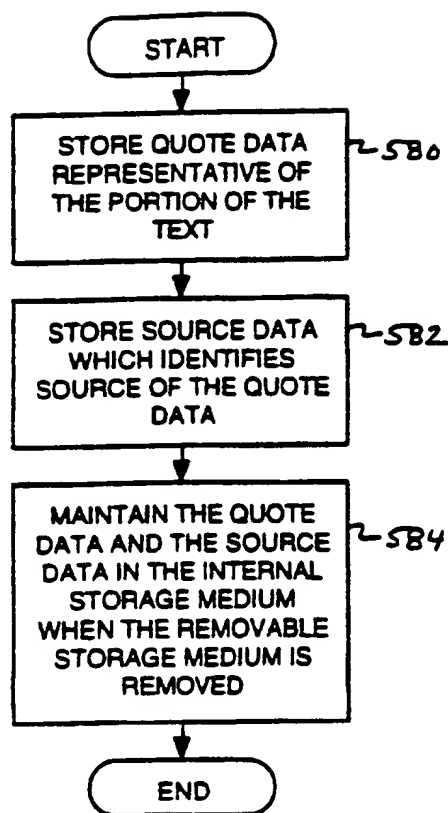 START
STORE QUOTE DATA
REPRESENTATIVE OF
THE PORTION OF THE
TEXT
580
STORE SOURCE DATA
WHICH IDENTIFIES
SOURCE OF THE QUOTE
DATA
582
MAINTAIN THE QUOTE
DATA AND THE SOURCE
DATA IN THE INTERNAL
STORAGE MEDIUM
WHEN THE REMOVABLE
STORAGE MEDIUM IS
REMOVED
584
END